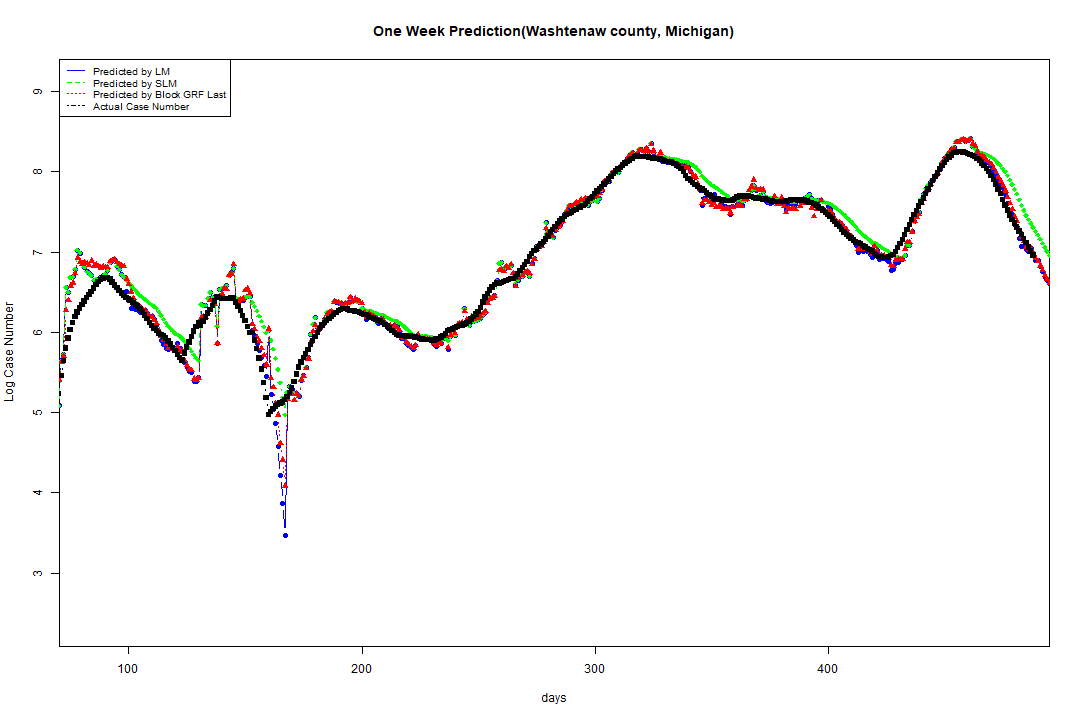 One Week Prediction(Washtenaw county, Michigan)
Predicted by LM
Predicted by SLM
Predicted by Block GRF Last
Actual Case Number
9
8
7
6
5
4
3
Log Case Number
100 200 300 400
days